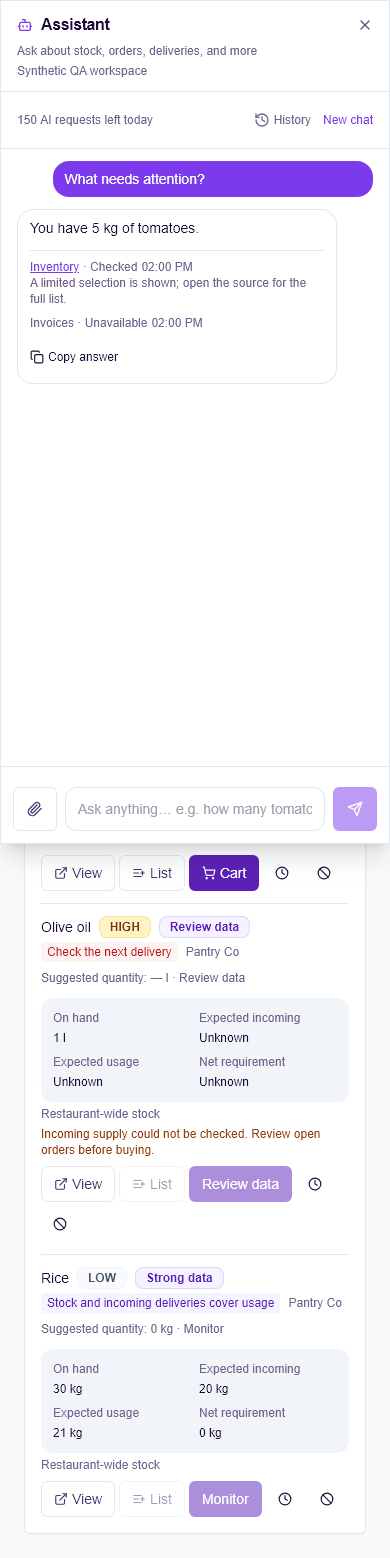 Assistant
Ask about stock, orders, deliveries, and more
Synthetic QA workspace
150 AI requests left today
History
New chat
What needs attention?
You have 5 kg of tomatoes.
Inventory · Checked 02:00 PM
A limited selection is shown; open the source for the
full list.
Invoices · Unavailable 02:00 PM
Copy answer
Ask anything… e.g. how many tomato
View
List
Cart
Olive oil HIGH Review data
Check the next delivery Pantry Co
Suggested quantity: — l · Review data
On hand Expected incoming
1 l Unknown
Expected usage Net requirement
Unknown Unknown
Restaurant-wide stock
Incoming supply could not be checked. Review open
orders before buying.
View List Review data
Rice LOW Strong data
Stock and incoming deliveries cover usage Pantry Co
Suggested quantity: 0 kg · Monitor
On hand Expected incoming
30 kg 20 kg
Expected usage Net requirement
21 kg 0 kg
Restaurant-wide stock
View List Monitor